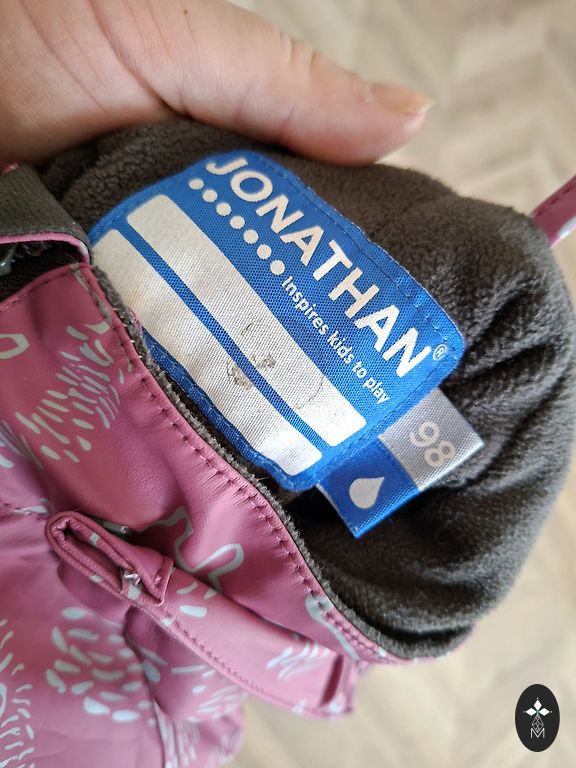 JONATHAN®
Inspires kids to play
98
M